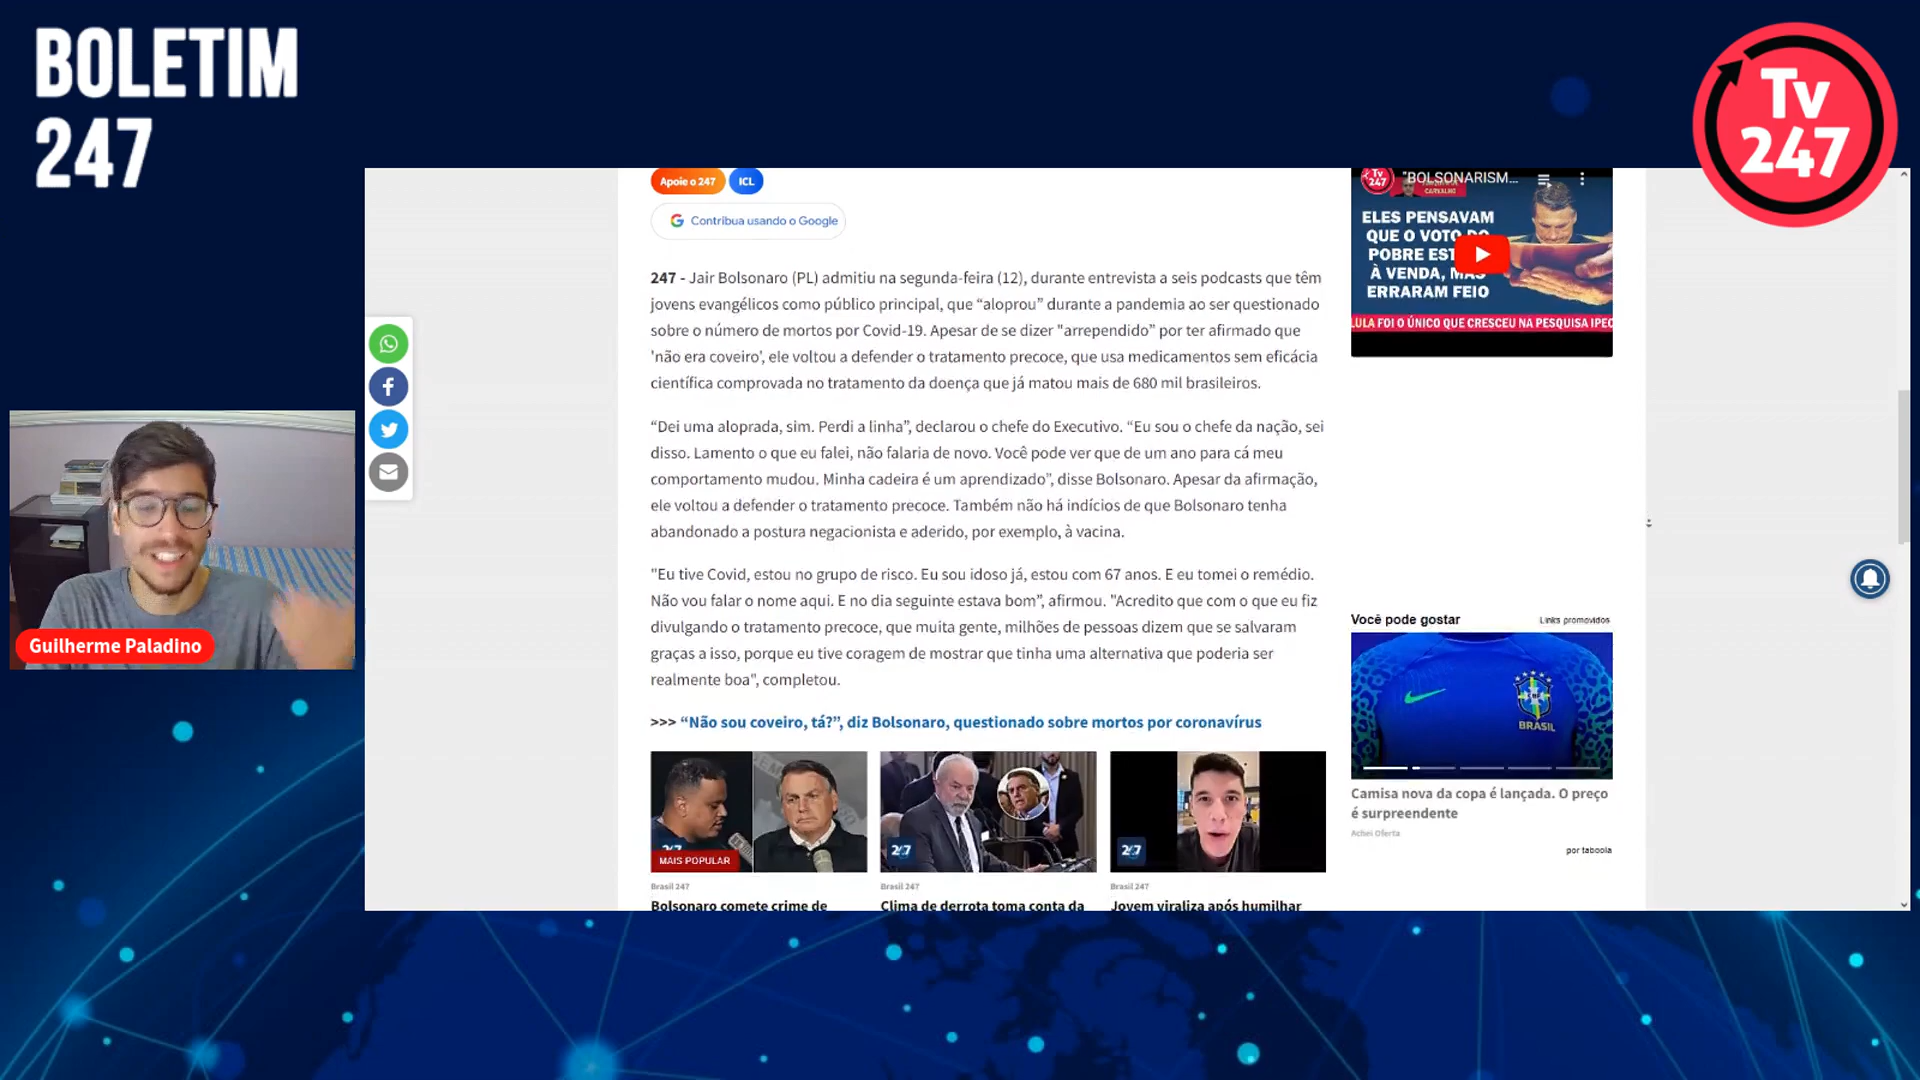 BOLETIM
247
Tv
247
Apoie o 247
ICL
Contribua usando o Google
247 - Jair Bolsonaro (PL) admitiu na segunda-feira (12), durante entrevista a seis podcasts que têm
jovens evangélicos como público principal, que “aloprou” durante a pandemia ao ser questionado
sobre o número de mortos por Covid-19. Apesar de se dizer "arrependido” por ter afirmado que
'não era coveiro', ele voltou a defender o tratamento precoce, que usa medicamentos sem eficácia
científica comprovada no tratamento da doença que já matou mais de 680 mil brasileiros.
“Dei uma aloprada, sim. Perdi a linha”, declarou o chefe do Executivo. “Eu sou o chefe da nação, sei
disso. Lamento o que eu falei, não falaria de novo. Você pode ver que de um ano para cá meu
comportamento mudou. Minha cadeira é um aprendizado”, disse Bolsonaro. Apesar da afirmação,
ele voltou a defender o tratamento precoce. Também não há indícios de que Bolsonaro tenha
abandonado a postura negacionista e aderido, por exemplo, à vacina.
"Eu tive Covid, estou no grupo de risco. Eu sou idoso já, estou com 67 anos. E eu tomei o remédio.
Não vou falar o nome aqui. E no dia seguinte estava bom”, afirmou. "Acredito que com o que eu fiz
divulgando o tratamento precoce, que muita gente, milhões de pessoas dizem que se salvaram
graças a isso, porque eu tive coragem de mostrar que tinha uma alternativa que poderia ser
realmente boa", completou.
>>> “Não sou coveiro, tá?”, diz Bolsonaro, questionado sobre mortos por coronavírus
MAIS POPULAR
247
247
Brasil 247
Brasil 247
Brasil 247
Bolsonaro comete crime de
Clima de derrota toma conta da
Jovem viraliza após humilhar
Tv
247
"BOLSONARISM...
CARVALHO
ELES PENSAVAM
QUE O VOTO DO
POBRE
À VENDA, MAS
ERRARAM FEIO
LULA FOI O ÚNICO QUE CRESCEU NA PESQUISA IPEC
Você pode gostar
Links promovidos
BRASIL
Camisa nova da copa é lançada. O preço
é surpreendente
Achei Oferta
por taboola
Guilherme Paladino